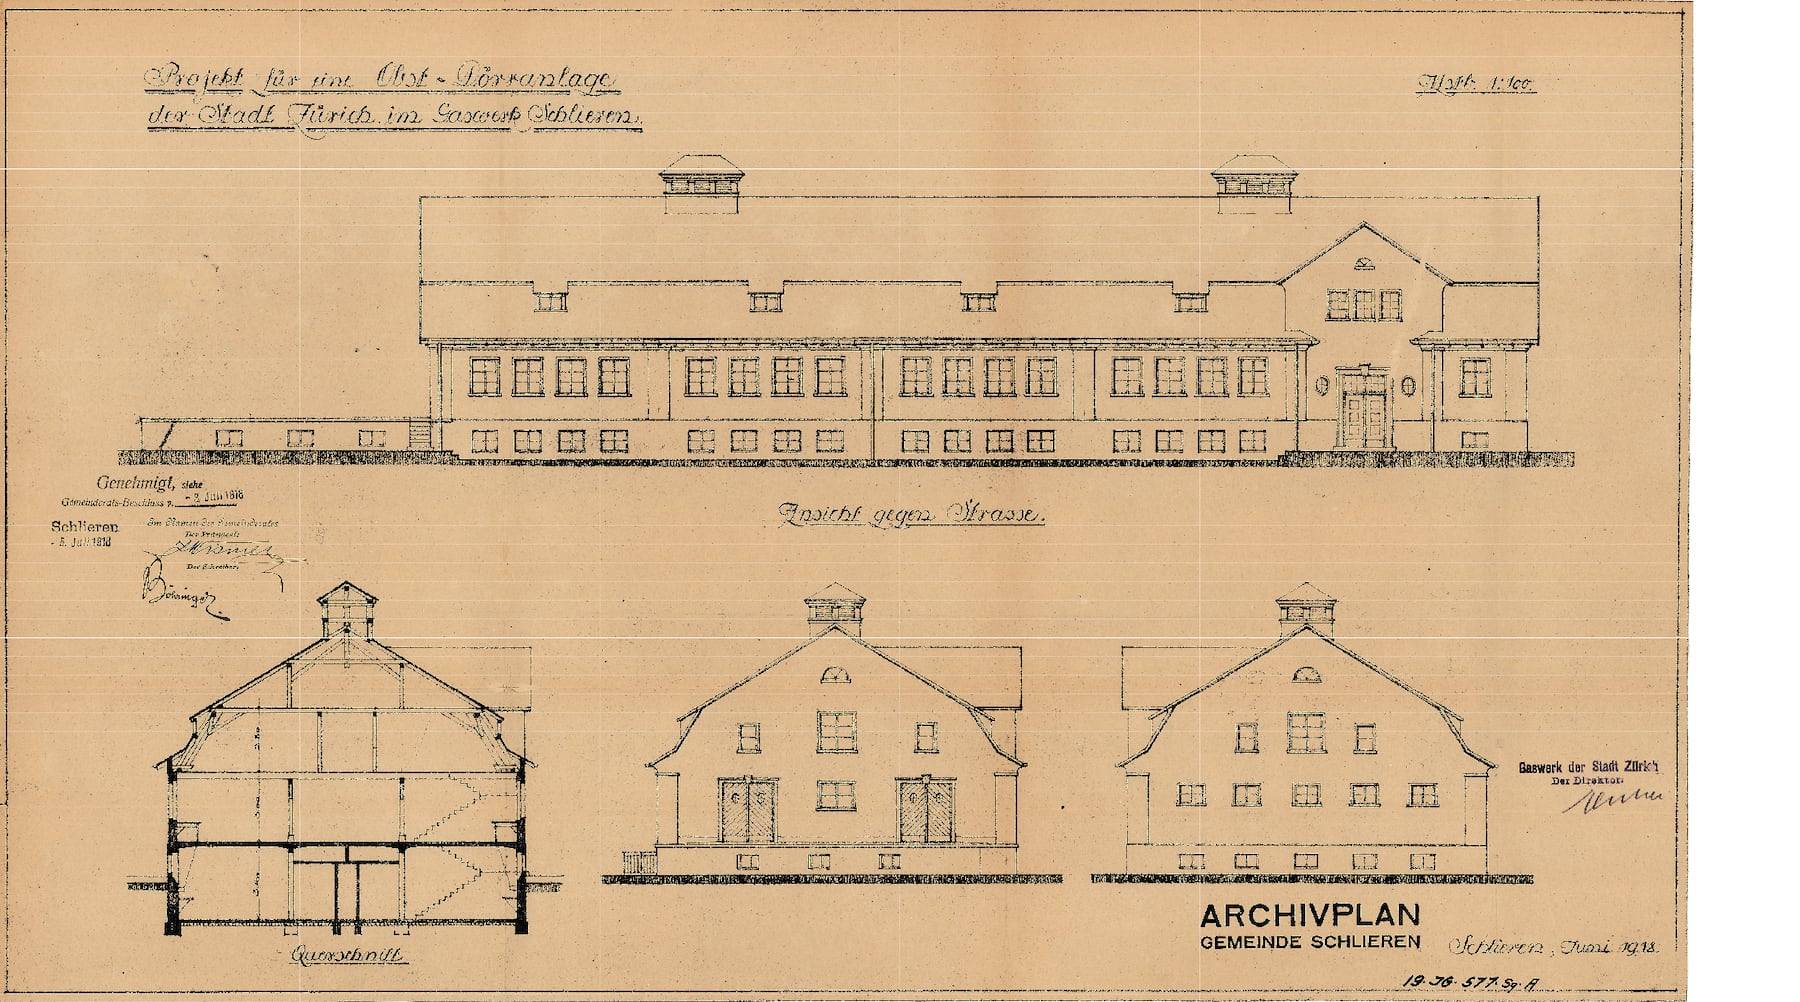 Projekt für eine Obst-Dörranlage
der Stadt Zürich im Gaswerk Schlieren.
Mstb. 1:100.
Genehmigt, siehe
Gemeinderats-Beschluss v. - 2. Juli 1918
Schlieren
- 5. Juli 1918
Im Namen des Gemeinderates
Der Präsident:
Der Schreiber:
Böhringer
Ansicht gegen Strasse.
Querschnitt
Gaswerk der Stadt Zürich
Der Direktor:
ARCHIVPLAN
GEMEINDE SCHLIEREN
Schlieren, Juni 1918.
19. JG. 577. Sg. A